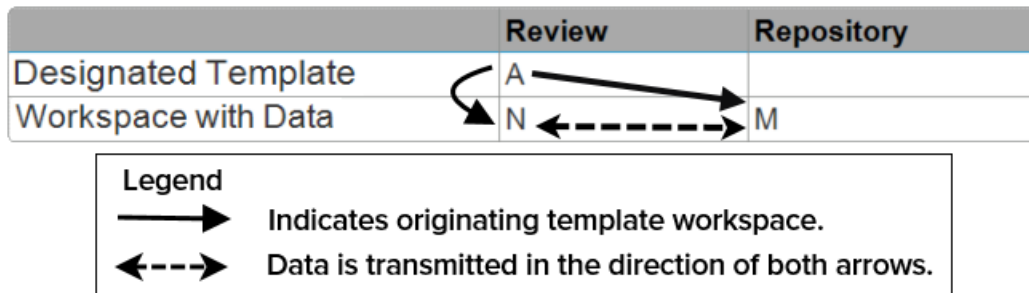 Review Repository
Designated Template A
Workspace with Data N M
Legend
Indicates originating template workspace.
Data is transmitted in the direction of both arrows.